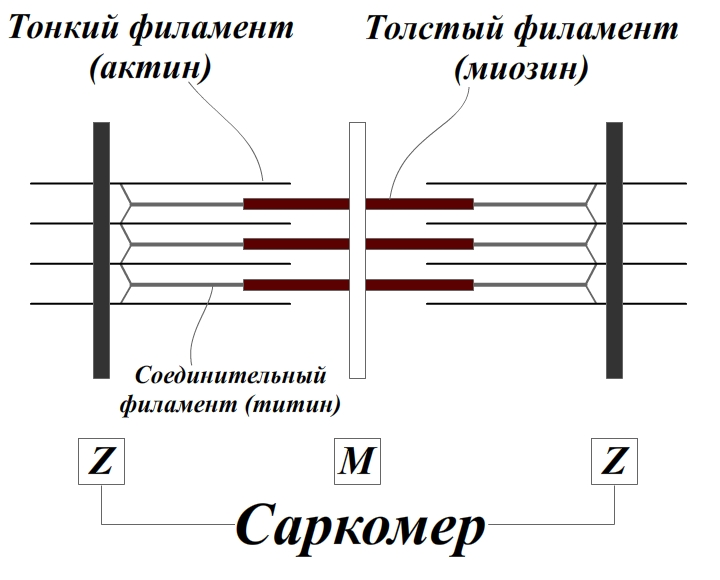 Тонкий филамент
(актин)
Толстый филамент
(миозин)
Соединительный
филамент (титин)
Z
M
Z
Саркомер